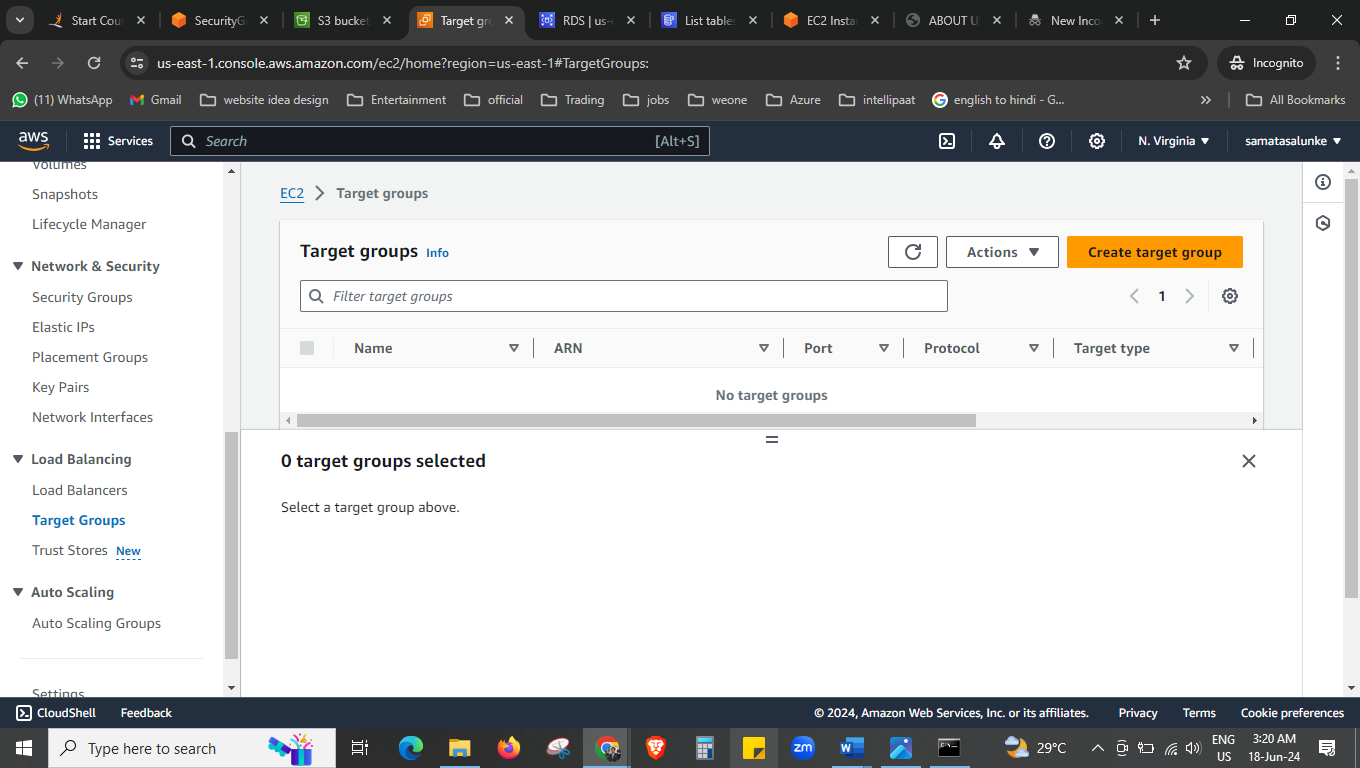 Start Cour
SecurityGr
S3 bucket
Target gro
RDS | us-e
List tables
EC2 Insta
ABOUT U
New Inco
us-east-1.console.aws.amazon.com/ec2/home?region=us-east-1#TargetGroups:
Incognito
(11) WhatsApp
Gmail
website idea design
Entertainment
official
Trading
jobs
weone
Azure
intellipaat
english to hindi - G...
All Bookmarks
aws
Services
Search
[Alt+S]
N. Virginia
samatasalunke
Volumes
Snapshots
Lifecycle Manager
Network & Security
Security Groups
Elastic IPs
Placement Groups
Key Pairs
Network Interfaces
Load Balancing
Load Balancers
Target Groups
Trust Stores New
Auto Scaling
Auto Scaling Groups
Settings
EC2 > Target groups
Target groups Info
Actions
Create target group
Filter target groups
1
Name ARN Port Protocol Target type
No target groups
0 target groups selected
Select a target group above.
CloudShell
Feedback
© 2024, Amazon Web Services, Inc. or its affiliates.
Privacy
Terms
Cookie preferences
Type here to search
zm
29°C
ENG
US
3:20 AM
18-Jun-24